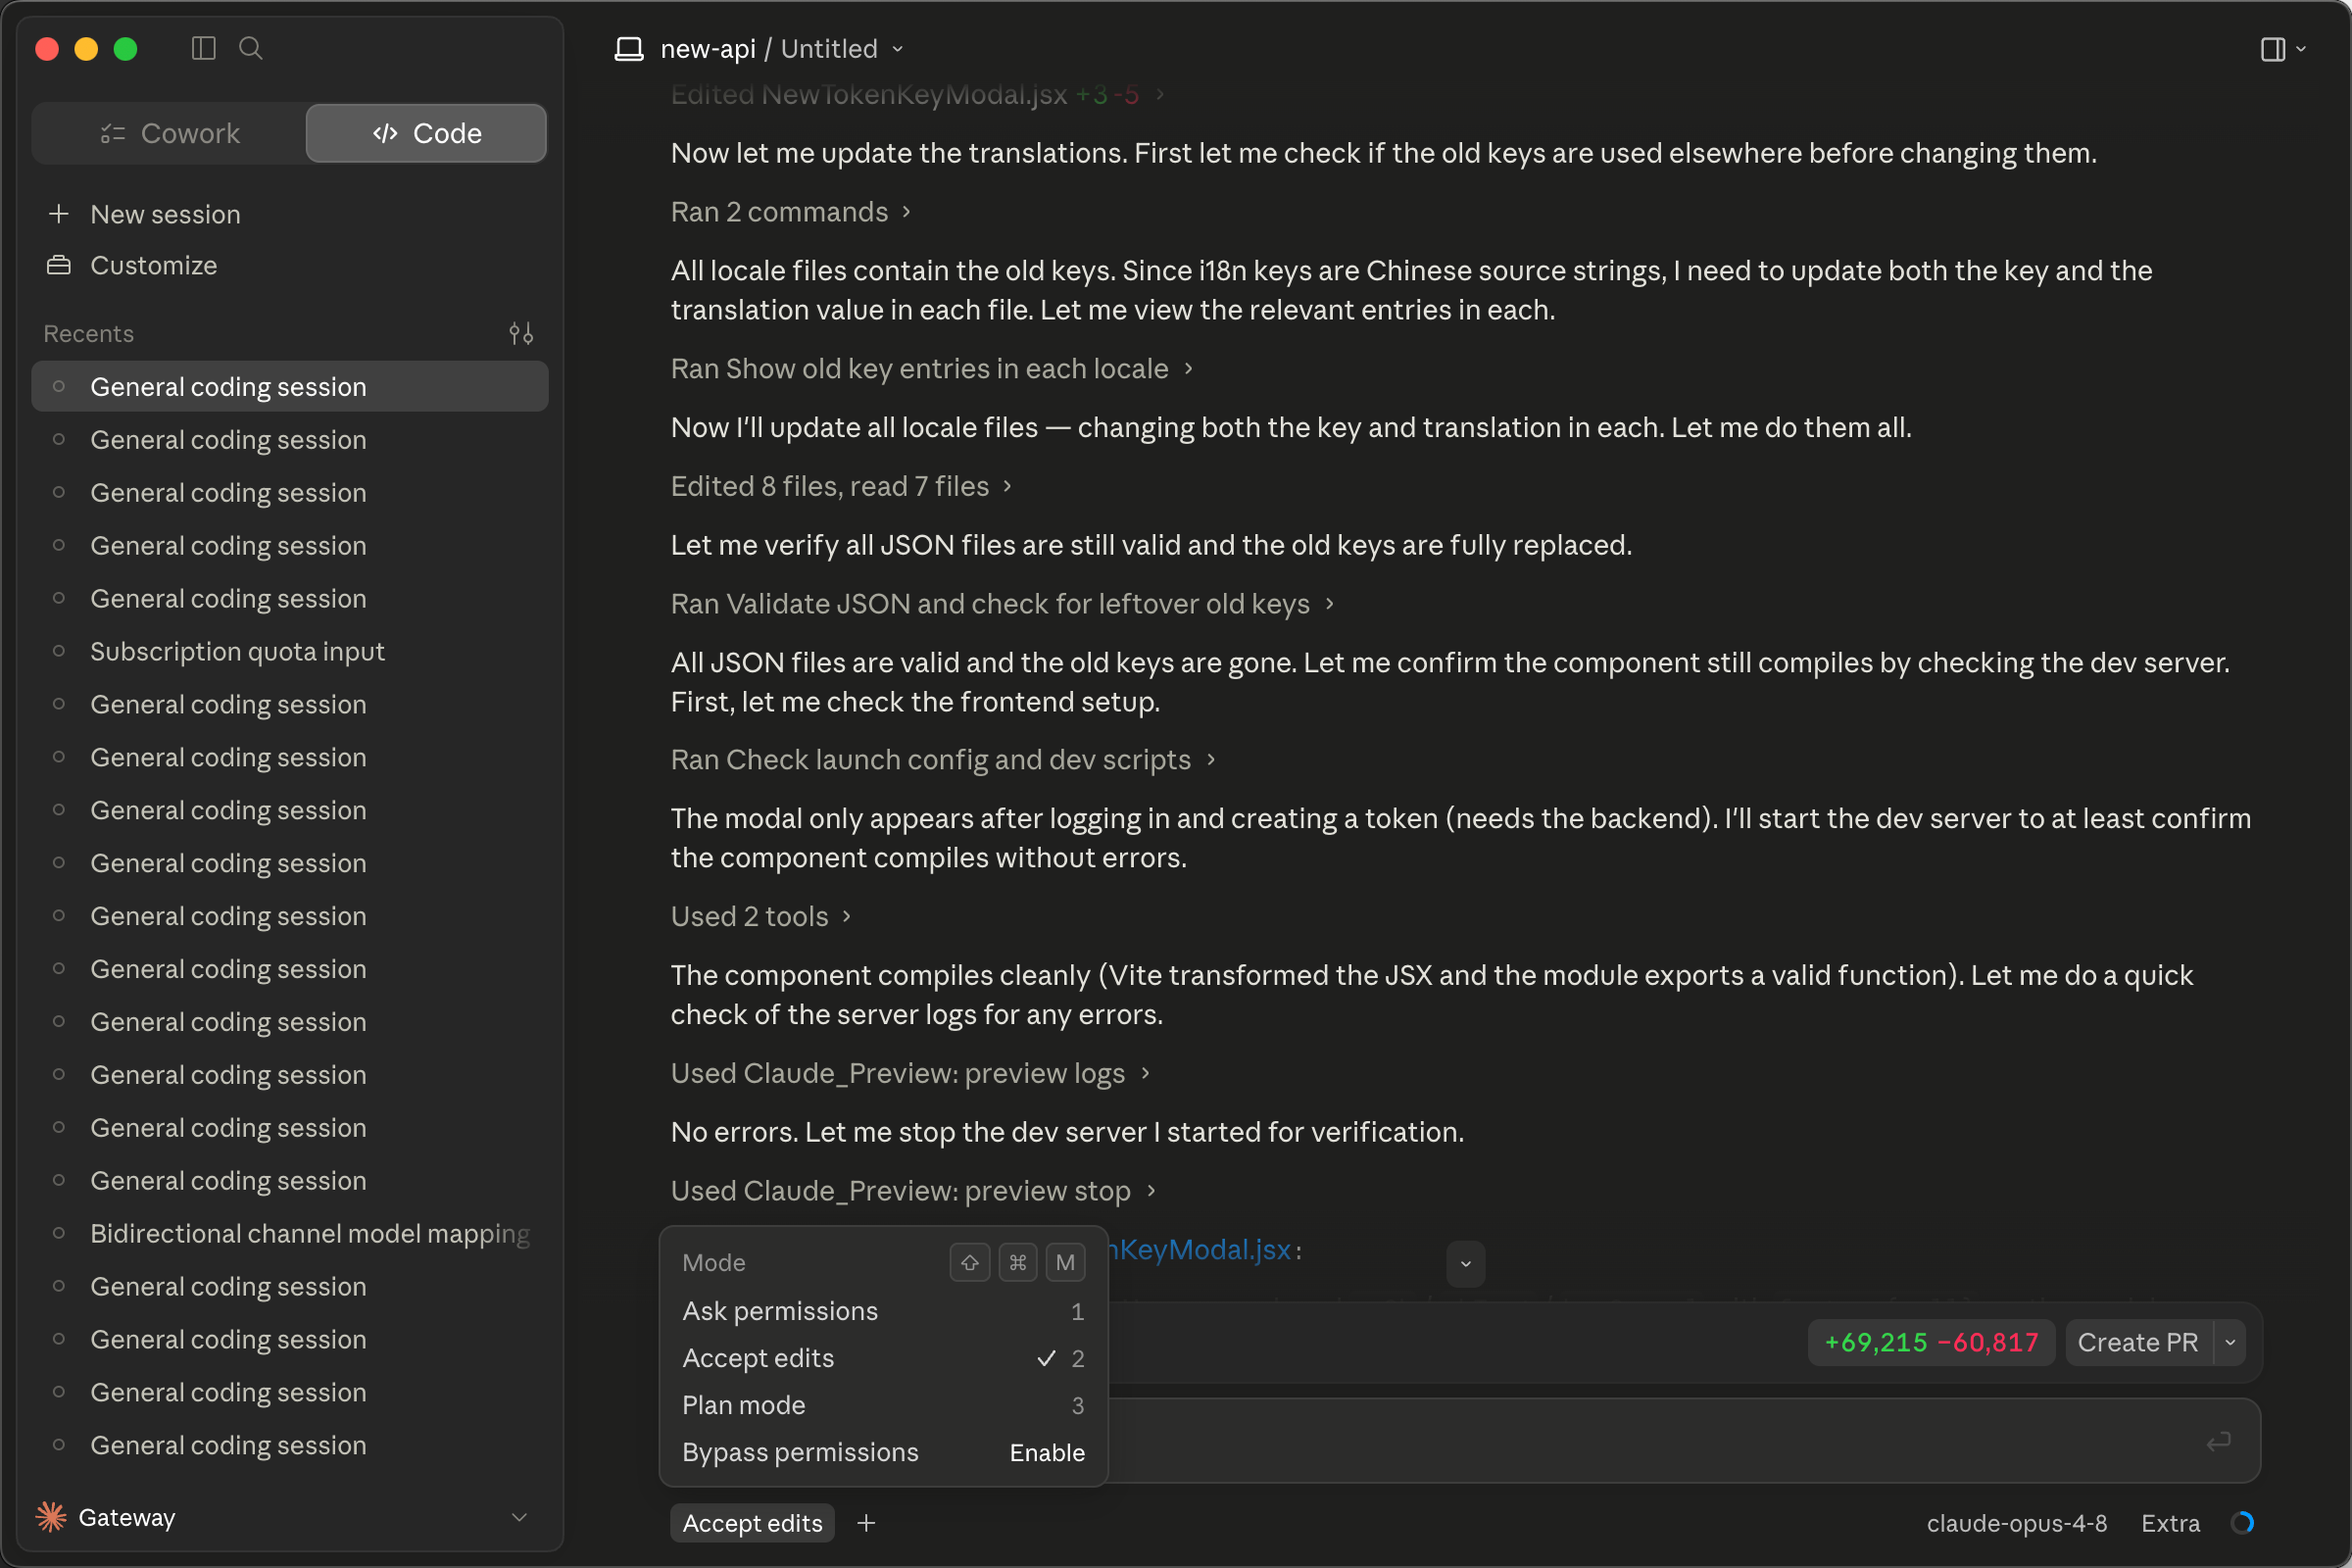 new-api / Untitled
Cowork
Code
New session
Customize
Recents
General coding session
General coding session
General coding session
General coding session
General coding session
Subscription quota input
General coding session
General coding session
General coding session
General coding session
General coding session
General coding session
General coding session
General coding session
General coding session
General coding session
Bidirectional channel model mapping
General coding session
General coding session
General coding session
General coding session
Gateway
Edited NewTokenKeyModal.jsx +3 -5
Now let me update the translations. First let me check if the old keys are used elsewhere before changing them.
Ran 2 commands
All locale files contain the old keys. Since i18n keys are Chinese source strings, I need to update both the key and the
translation value in each file. Let me view the relevant entries in each.
Ran Show old key entries in each locale
Now I'll update all locale files — changing both the key and translation in each. Let me do them all.
Edited 8 files, read 7 files
Let me verify all JSON files are still valid and the old keys are fully replaced.
Ran Validate JSON and check for leftover old keys
All JSON files are valid and the old keys are gone. Let me confirm the component still compiles by checking the dev server.
First, let me check the frontend setup.
Ran Check launch config and dev scripts
The modal only appears after logging in and creating a token (needs the backend). I'll start the dev server to at least confirm
the component compiles without errors.
Used 2 tools
The component compiles cleanly (Vite transformed the JSX and the module exports a valid function). Let me do a quick
check of the server logs for any errors.
Used Claude_Preview: preview logs
No errors. Let me stop the dev server I started for verification.
Used Claude_Preview: preview stop
nKeyModal.jsx:
Mode ⇧ ⌘ M
Ask permissions 1
Accept edits ✓ 2
Plan mode 3
Bypass permissions Enable
+69,215 −60,817 Create PR
Accept edits +
claude-opus-4-8 Extra